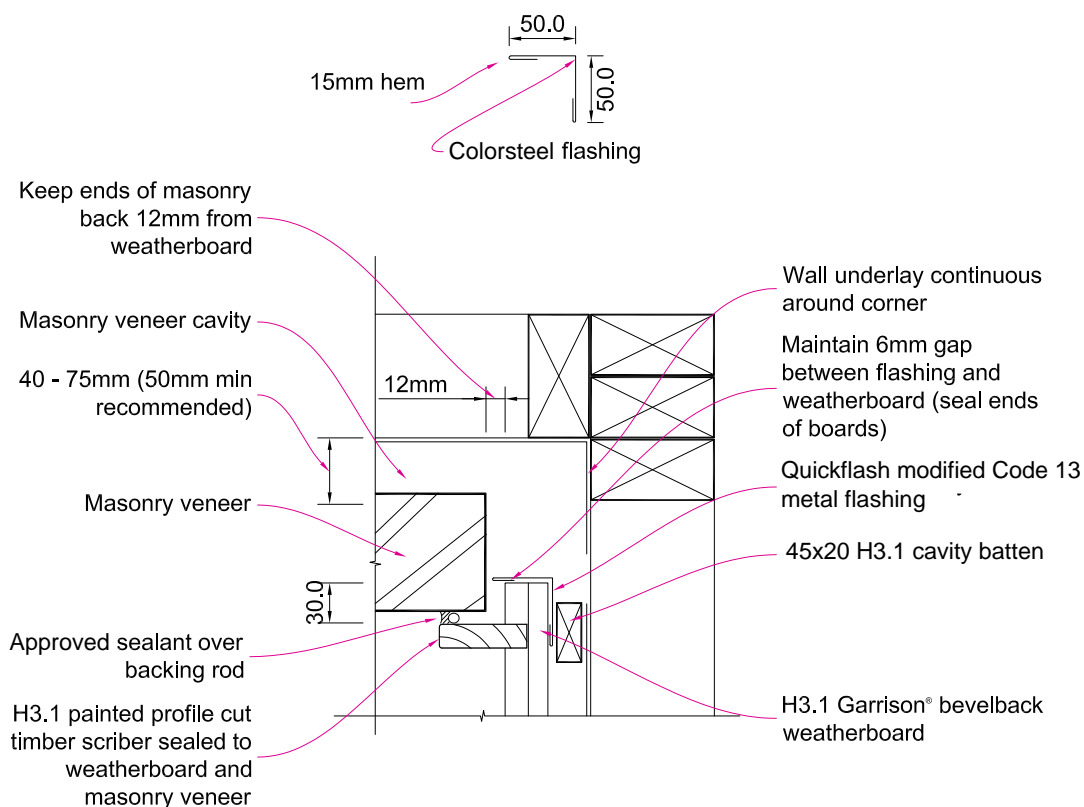 50.0
15mm hem
50.0
Colorsteel flashing
Keep ends of masonry
back 12mm from
weatherboard
Masonry veneer cavity
40 - 75mm (50mm min
recommended)
12mm
Masonry veneer
30.0
Approved sealant over
backing rod
H3.1 painted profile cut
timber scriber sealed to
weatherboard and
masonry veneer
Wall underlay continuous
around corner
Maintain 6mm gap
between flashing and
weatherboard (seal ends
of boards)
Quickflash modified Code 13
metal flashing
45x20 H3.1 cavity batten
H3.1 Garrison® bevelback
weatherboard